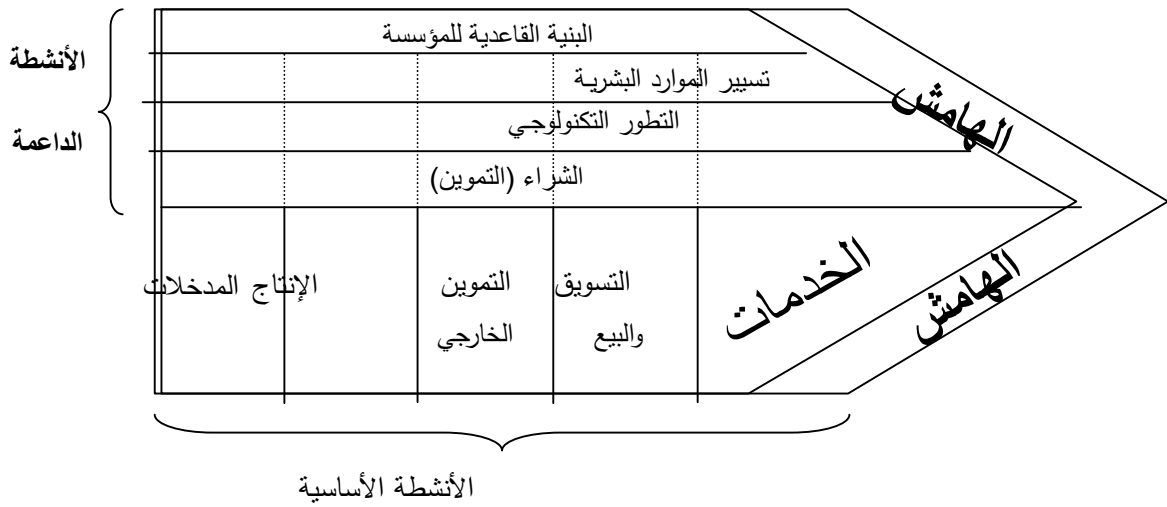 البنية القاعدية للمؤسسة
الأنشطة
تسيير الموارد البشرية
الهامش
التطور التكنولوجي
الداعمة
الشراء (التموين)
المدخلات
الإنتاج
التموين
الخارجي
التسويق
والبيع
الخدمات
الهامش
الأنشطة الأساسية